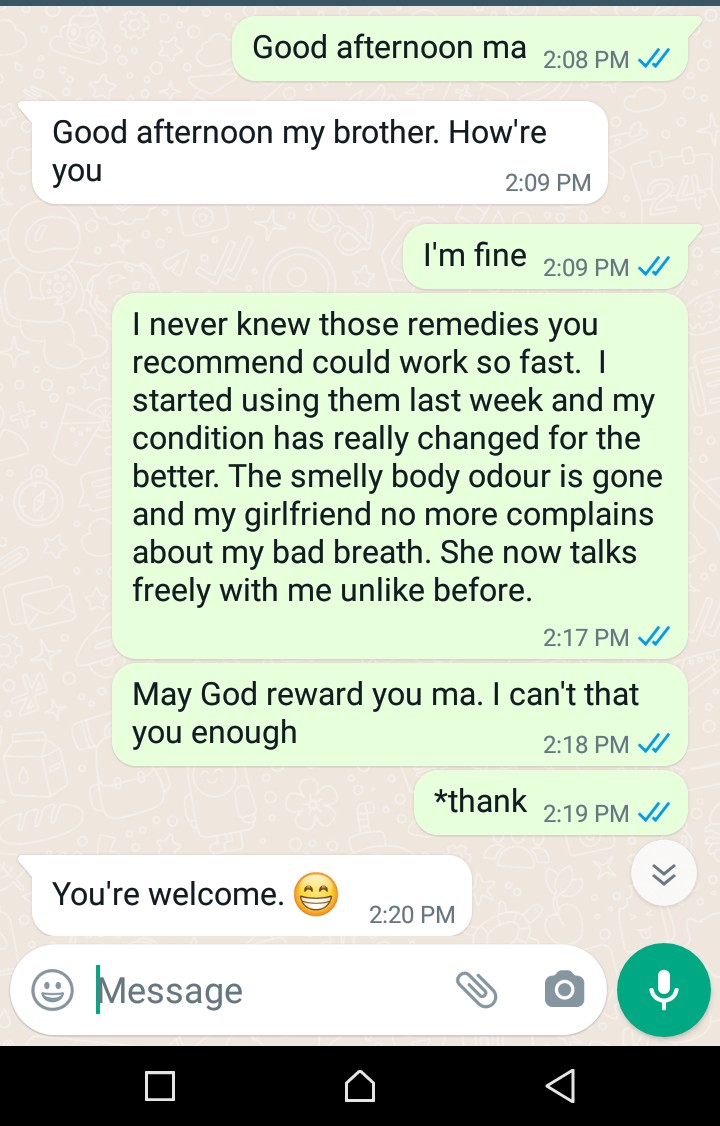 Good afternoon ma 2:08 PM
Good afternoon my brother. How're
you 2:09 PM
I'm fine 2:09 PM
I never knew those remedies you
recommend could work so fast.  I
started using them last week and my
condition has really changed for the
better. The smelly body odour is gone
and my girlfriend no more complains
about my bad breath. She now talks
freely with me unlike before.
2:17 PM
May God reward you ma. I can't that
you enough 2:18 PM
*thank 2:19 PM
You're welcome. 😁 2:20 PM
Message